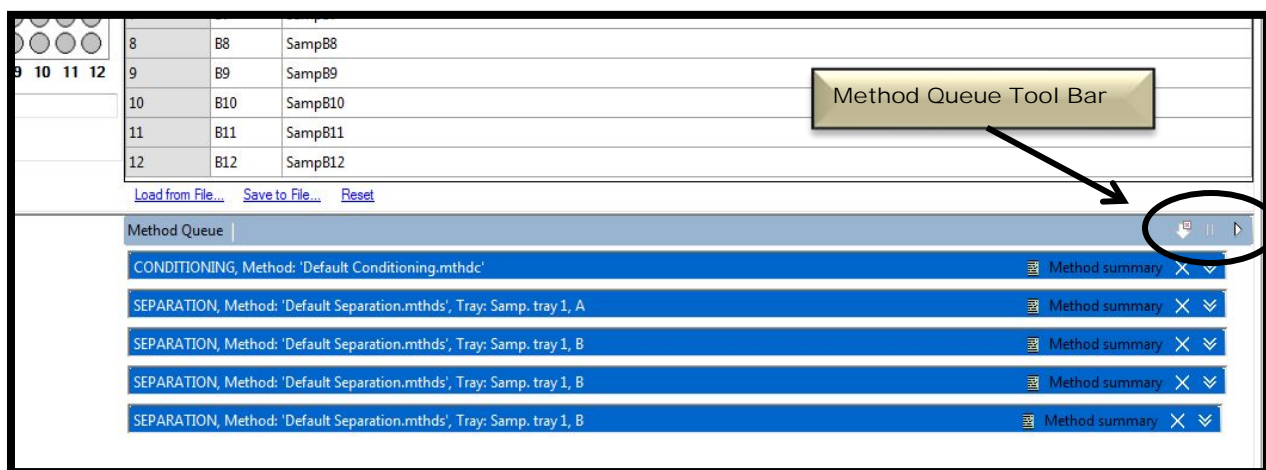 8 B8 SampB8
9 10 11 12
9 B9 SampB9
Method Queue Tool Bar
10 B10 SampB10
11 B11 SampB11
12 B12 SampB12
Load from File... Save to File... Reset
Method Queue
CONDITIONING, Method: 'Default Conditioning.mthdc' Method summary
SEPARATION, Method: 'Default Separation.mthds', Tray: Samp. tray 1, A Method summary
SEPARATION, Method: 'Default Separation.mthds', Tray: Samp. tray 1, B Method summary
SEPARATION, Method: 'Default Separation.mthds', Tray: Samp. tray 1, B Method summary
SEPARATION, Method: 'Default Separation.mthds', Tray: Samp. tray 1, B Method summary